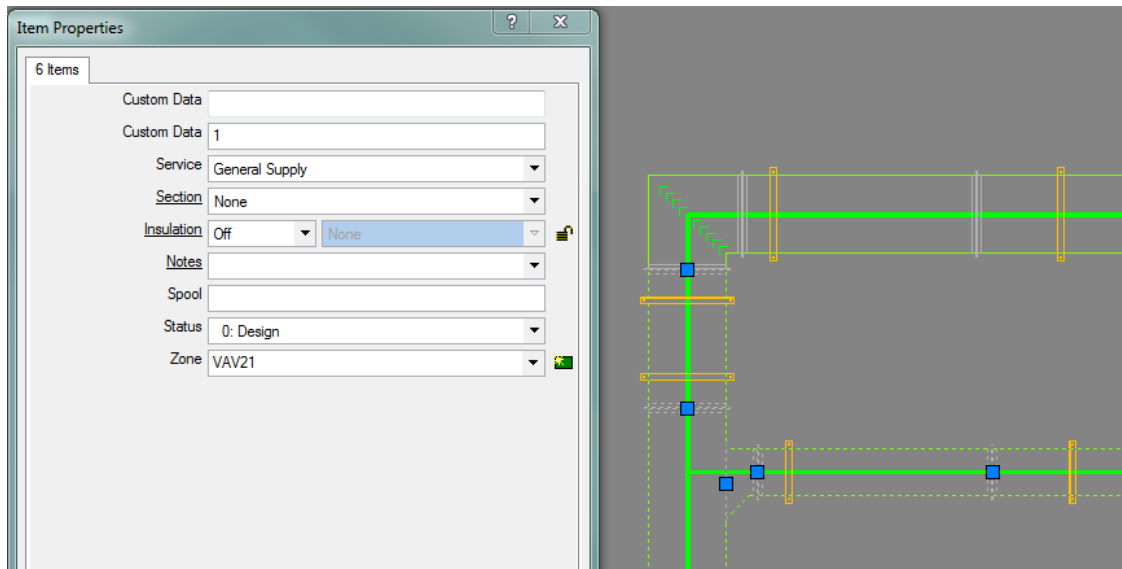 Item Properties
6 Items
Custom Data
Custom Data 1
Service General Supply
Section None
Insulation Off None
Notes
Spool
Status 0: Design
Zone VAV21